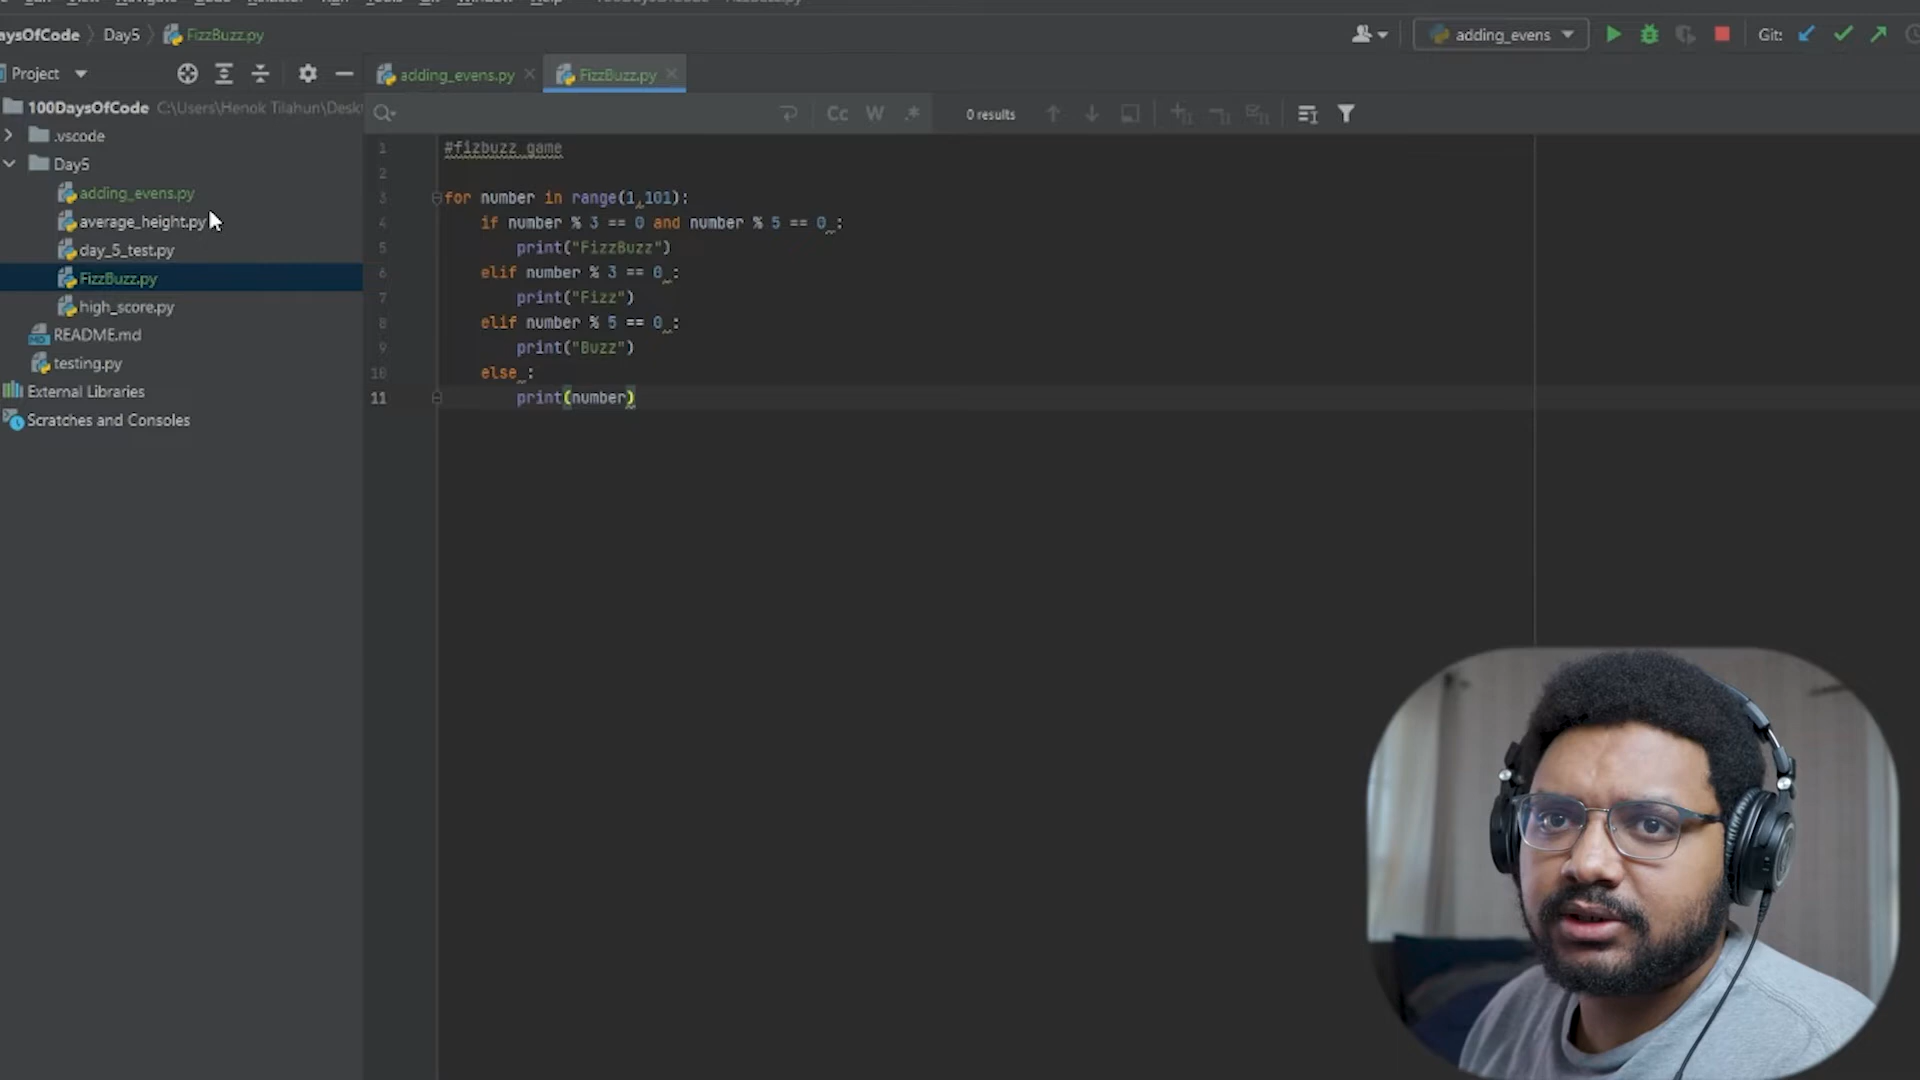 aysOfCode
Day5
FizzBuzz.py
adding_evens
Git:
Project
adding_evens.py
FizzBuzz.py
100DaysOfCode C:\Users\Henok Tilahun\Desk
Cc
W
.*
0 results
.vscode
Day5
adding_evens.py
average_height.py
day_5_test.py
FizzBuzz.py
high_score.py
README.md
testing.py
External Libraries
Scratches and Consoles
1 #fizbuzz game
2
3 for number in range(1,101):
4 if number % 3 == 0 and number % 5 == 0 :
5 print("FizzBuzz")
6 elif number % 3 == 0 :
7 print("Fizz")
8 elif number % 5 == 0 :
9 print("Buzz")
10 else :
11 print(number)